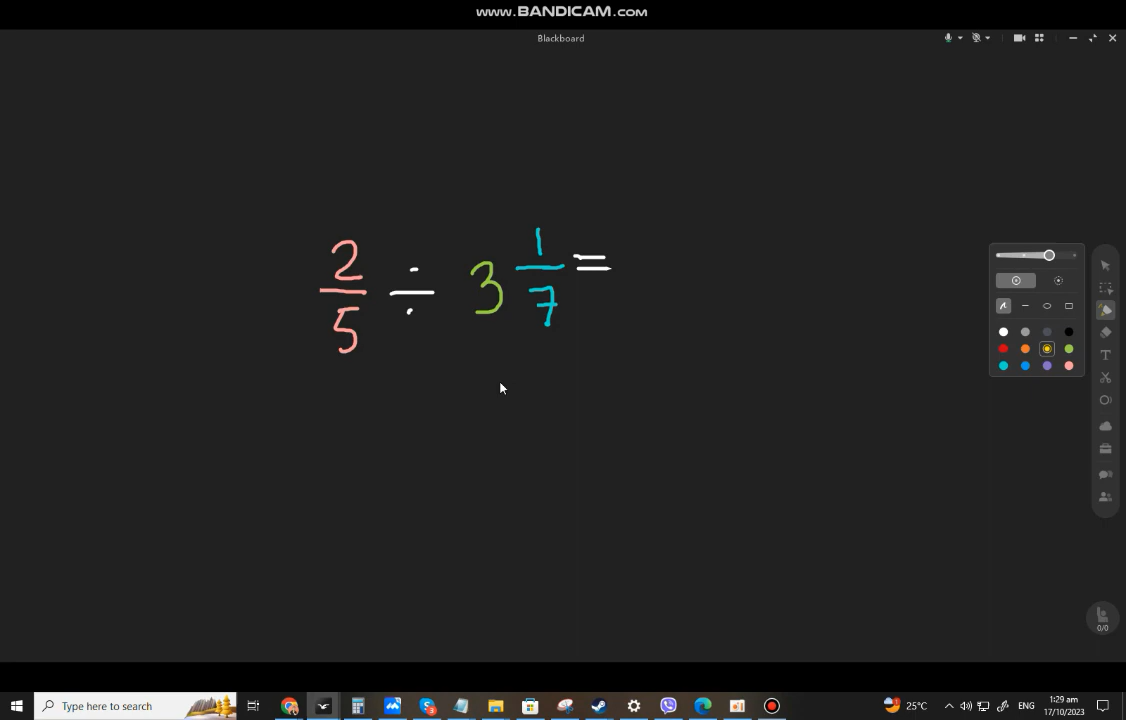 www.BANDICAM.com
Blackboard
2/5 ÷ 3 1/7 =
0/0
Type here to search
25°C
ENG
1:29 am
17/10/2023